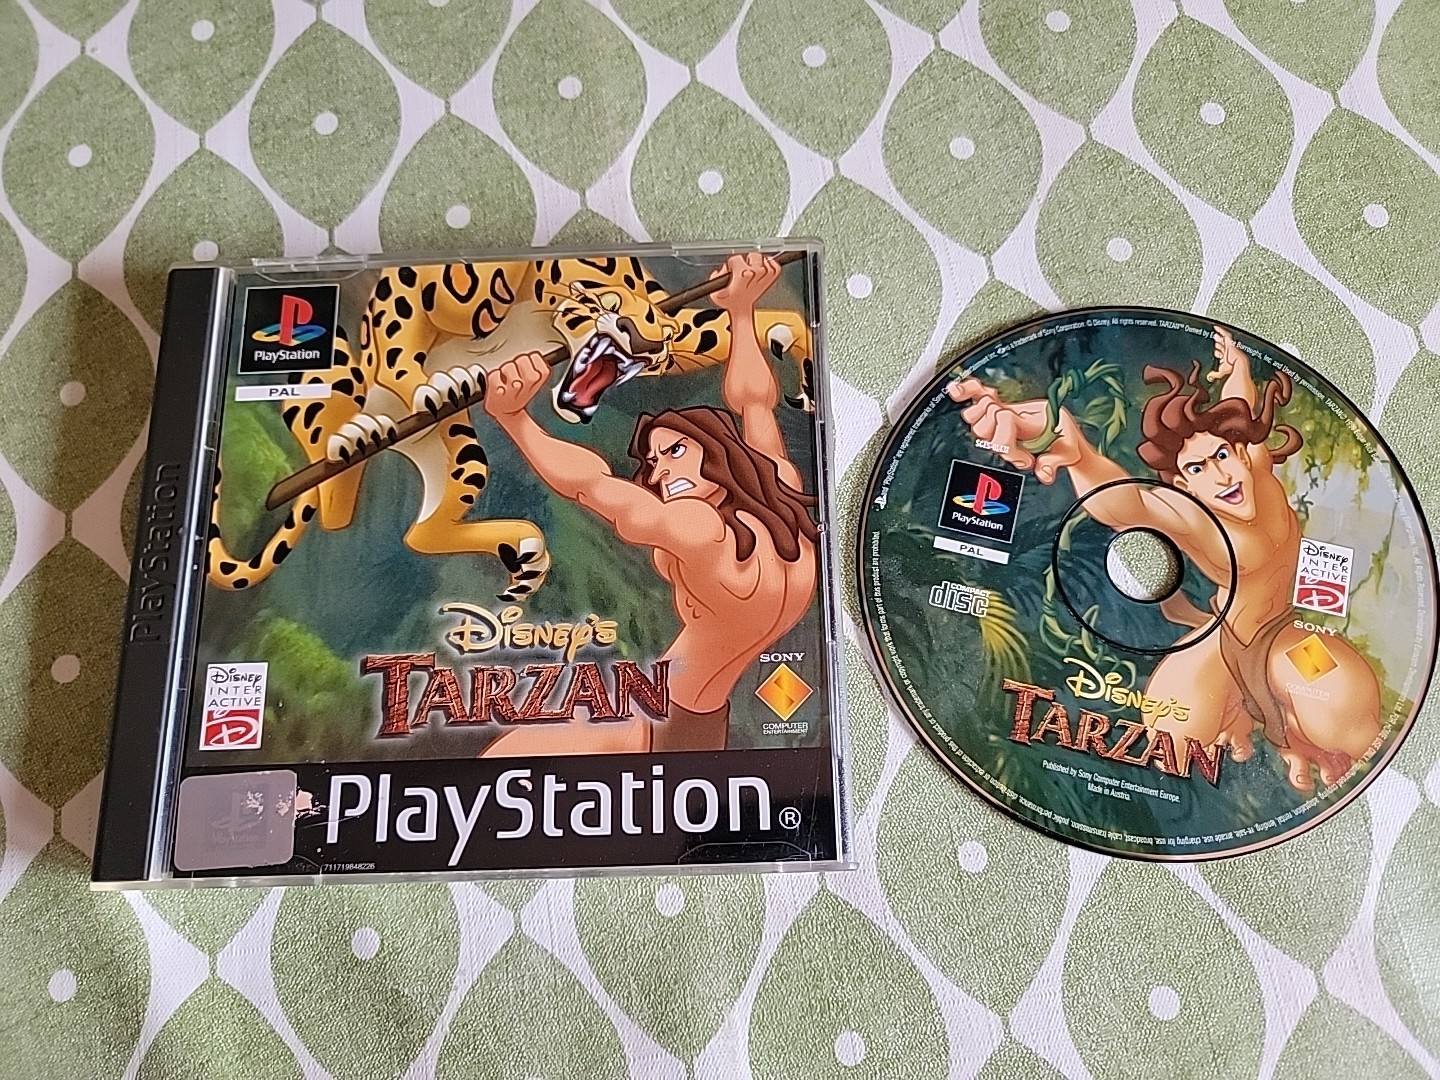 PlayStation
PlayStation
PAL
DISNEY'S
TARZAN
DISNEY
INTER
ACTIVE
SONY
COMPUTER
ENTERTAINMENT
PlayStation®
711719848226
PlayStation
PAL
COMPACT
disc
DISNEY
INTER
ACTIVE
SONY
COMPUTER
DISNEY'S
TARZAN
Published by Sony Computer Entertainment Europe.
Made in Austria.